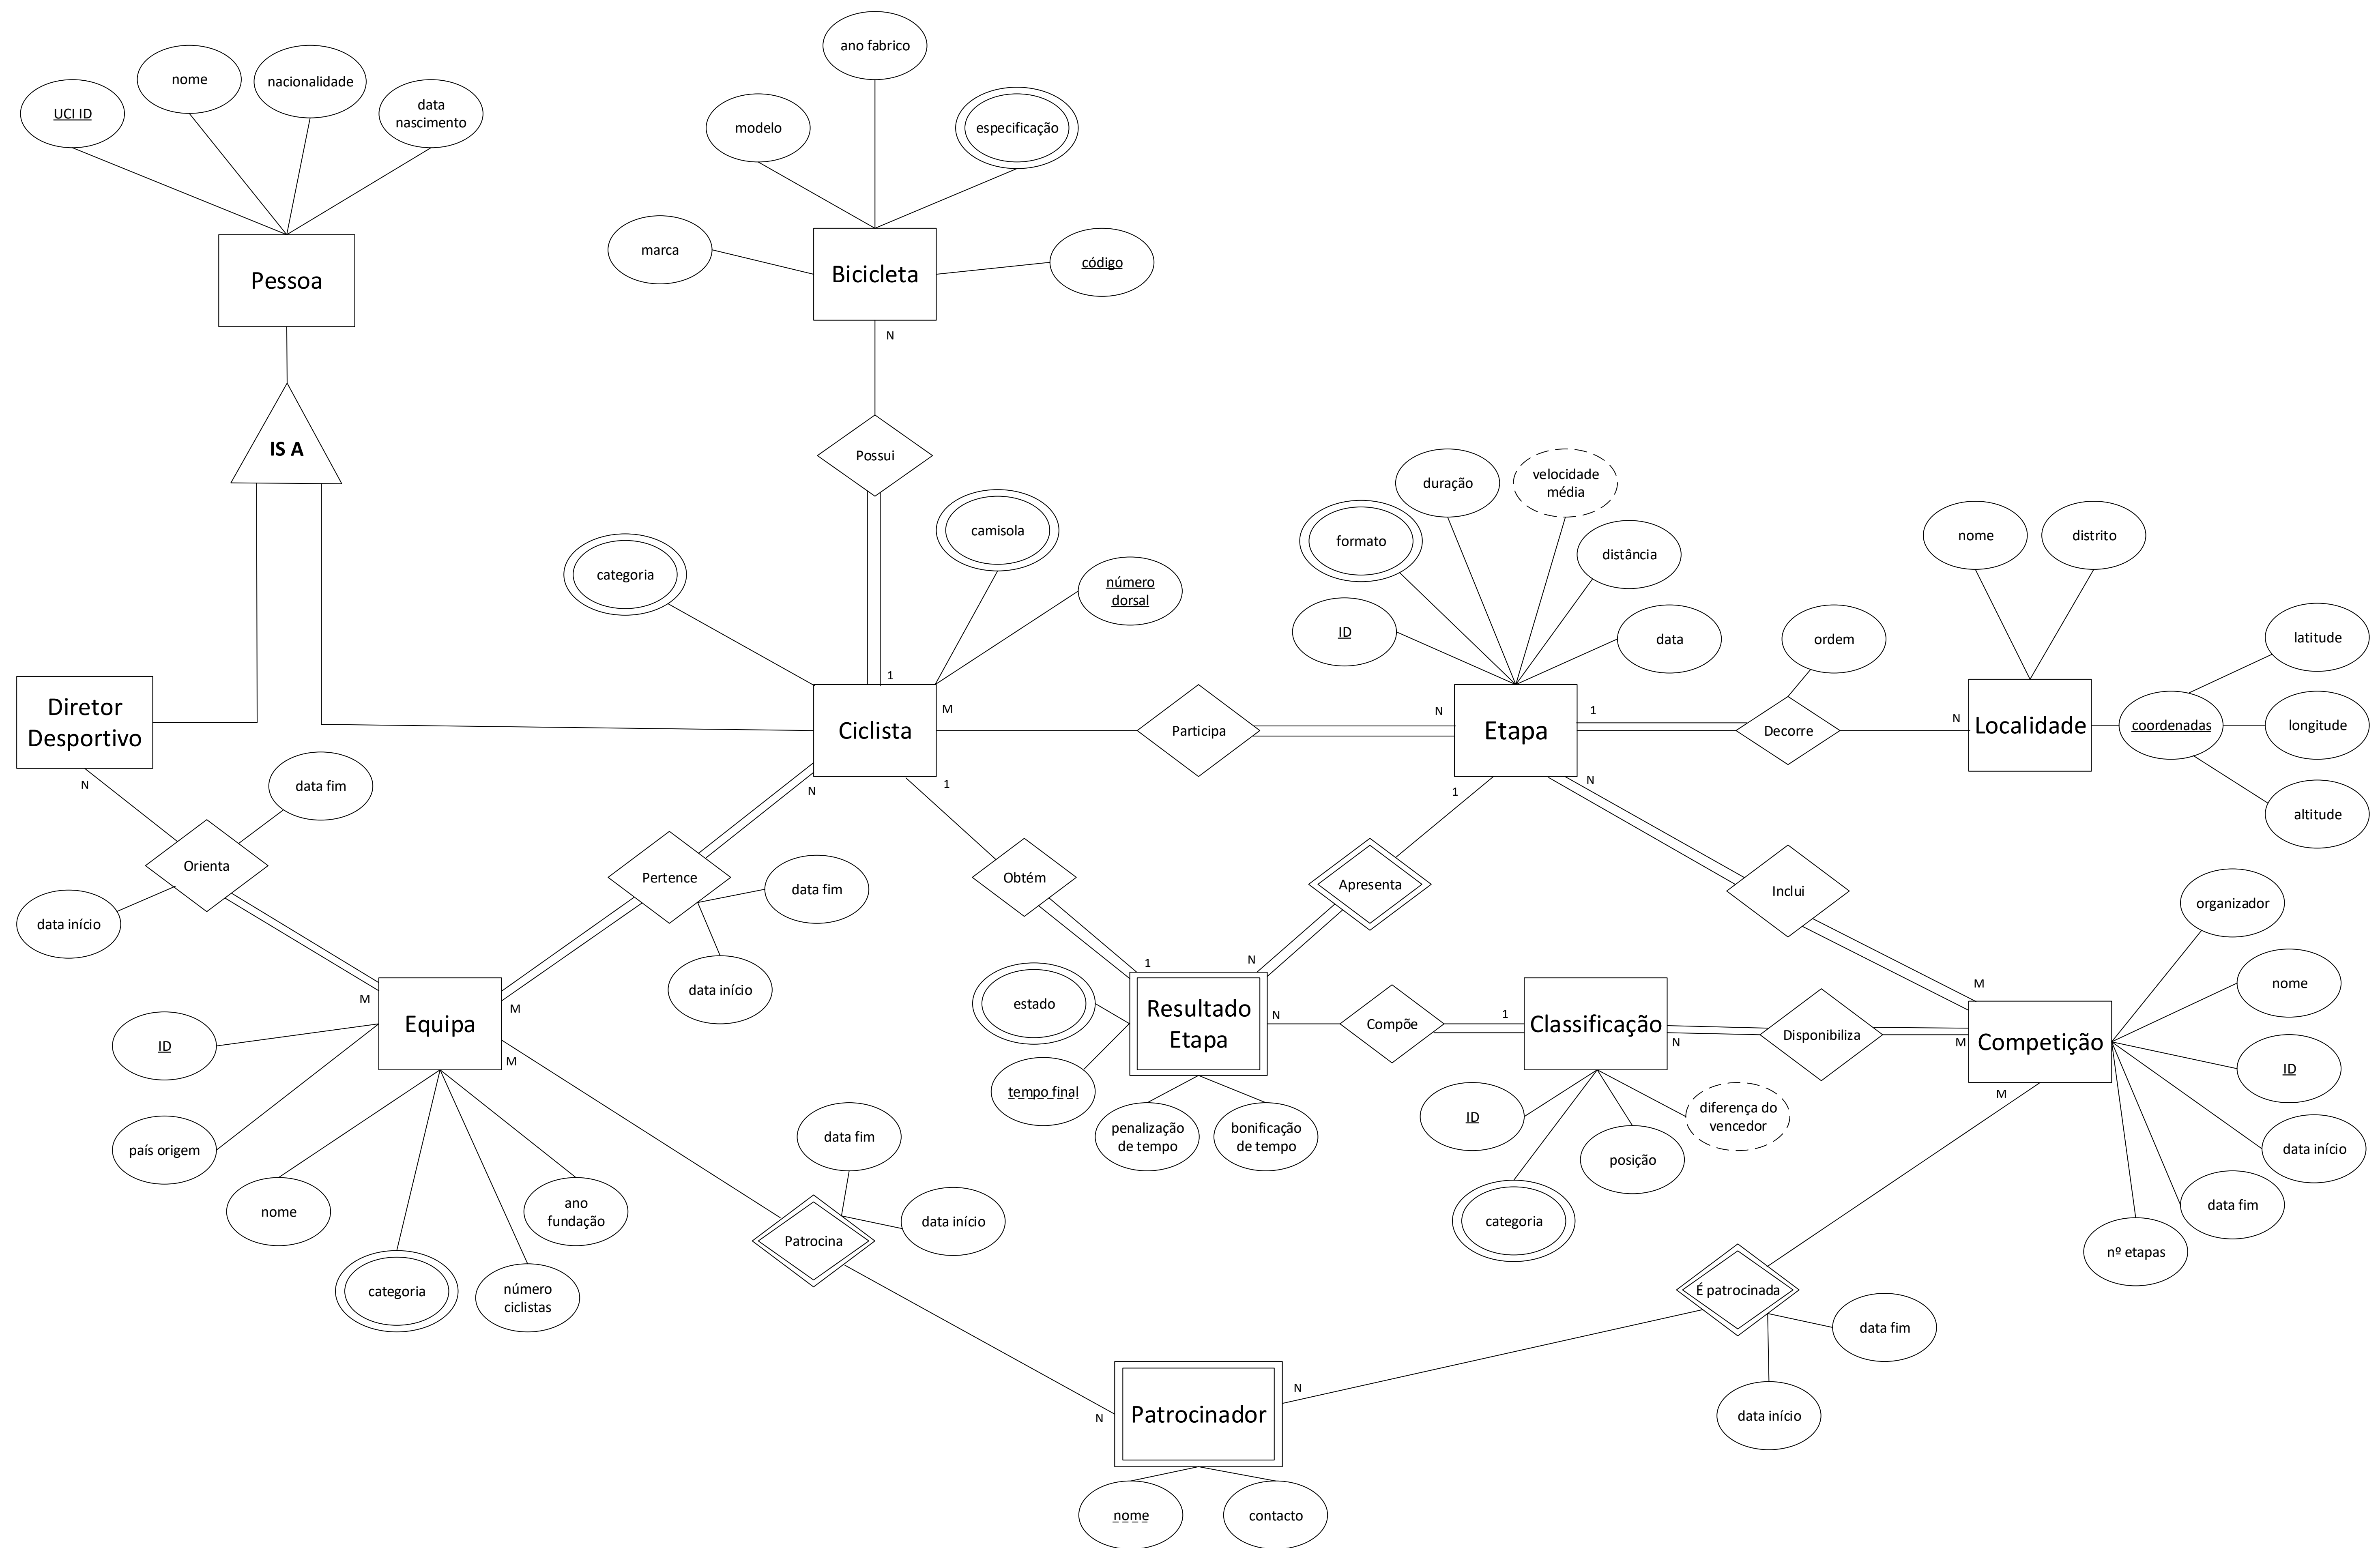 ano fabrico
nome
nacionalidade
UCI ID
data
nascimento
modelo
especificação
marca
código
Pessoa
Bicicleta
N
IS A
Possui
categoria
camisola
número
dorsal
1
duração
velocidade
média
formato
distância
ID
data
ordem
nome
distrito
latitude
longitude
altitude
coordenadas
Diretor
Desportivo
Ciclista
M
Participa
N
Etapa
1
Decorre
N
Localidade
N
data fim
Orienta
data início
M
N
Pertence
data fim
data início
M
1
Obtém
1
1
Apresenta
N
N
Inclui
M
organizador
nome
ID
data início
data fim
nº etapas
Equipa
M
ID
país origem
nome
categoria
número
ciclistas
ano
fundação
estado
tempo final
Resultado
Etapa
penalização
de tempo
bonificação
de tempo
N
Compõe
1
Classificação
N
Disponibiliza
M
Competição
M
ID
categoria
posição
diferença do
vencedor
data fim
data início
Patrocina
N
É patrocinada
data fim
data início
N
Patrocinador
nome
contacto